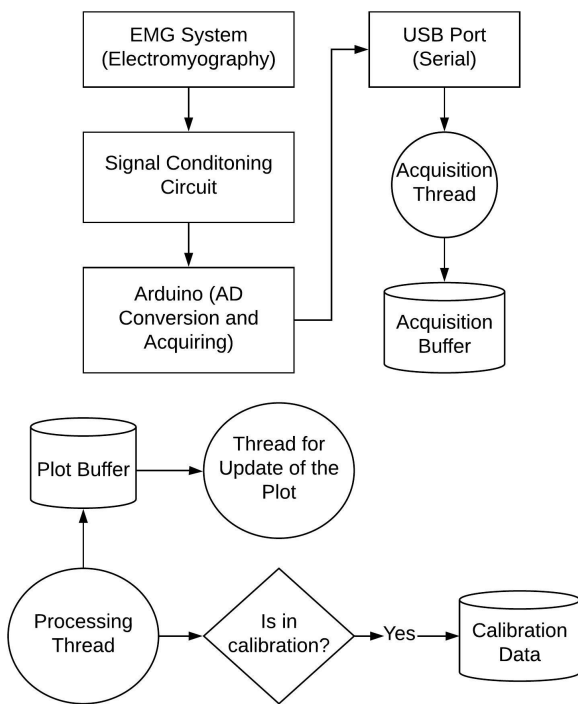 EMG System
(Electromyography)
Signal Conditoning
Circuit
Arduino (AD
Conversion and
Acquiring)
USB Port
(Serial)
Acquisition
Thread
Acquisition
Buffer
Plot Buffer
Thread for
Update of the
Plot
Processing
Thread
Is in
calibration?
Yes
Calibration
Data